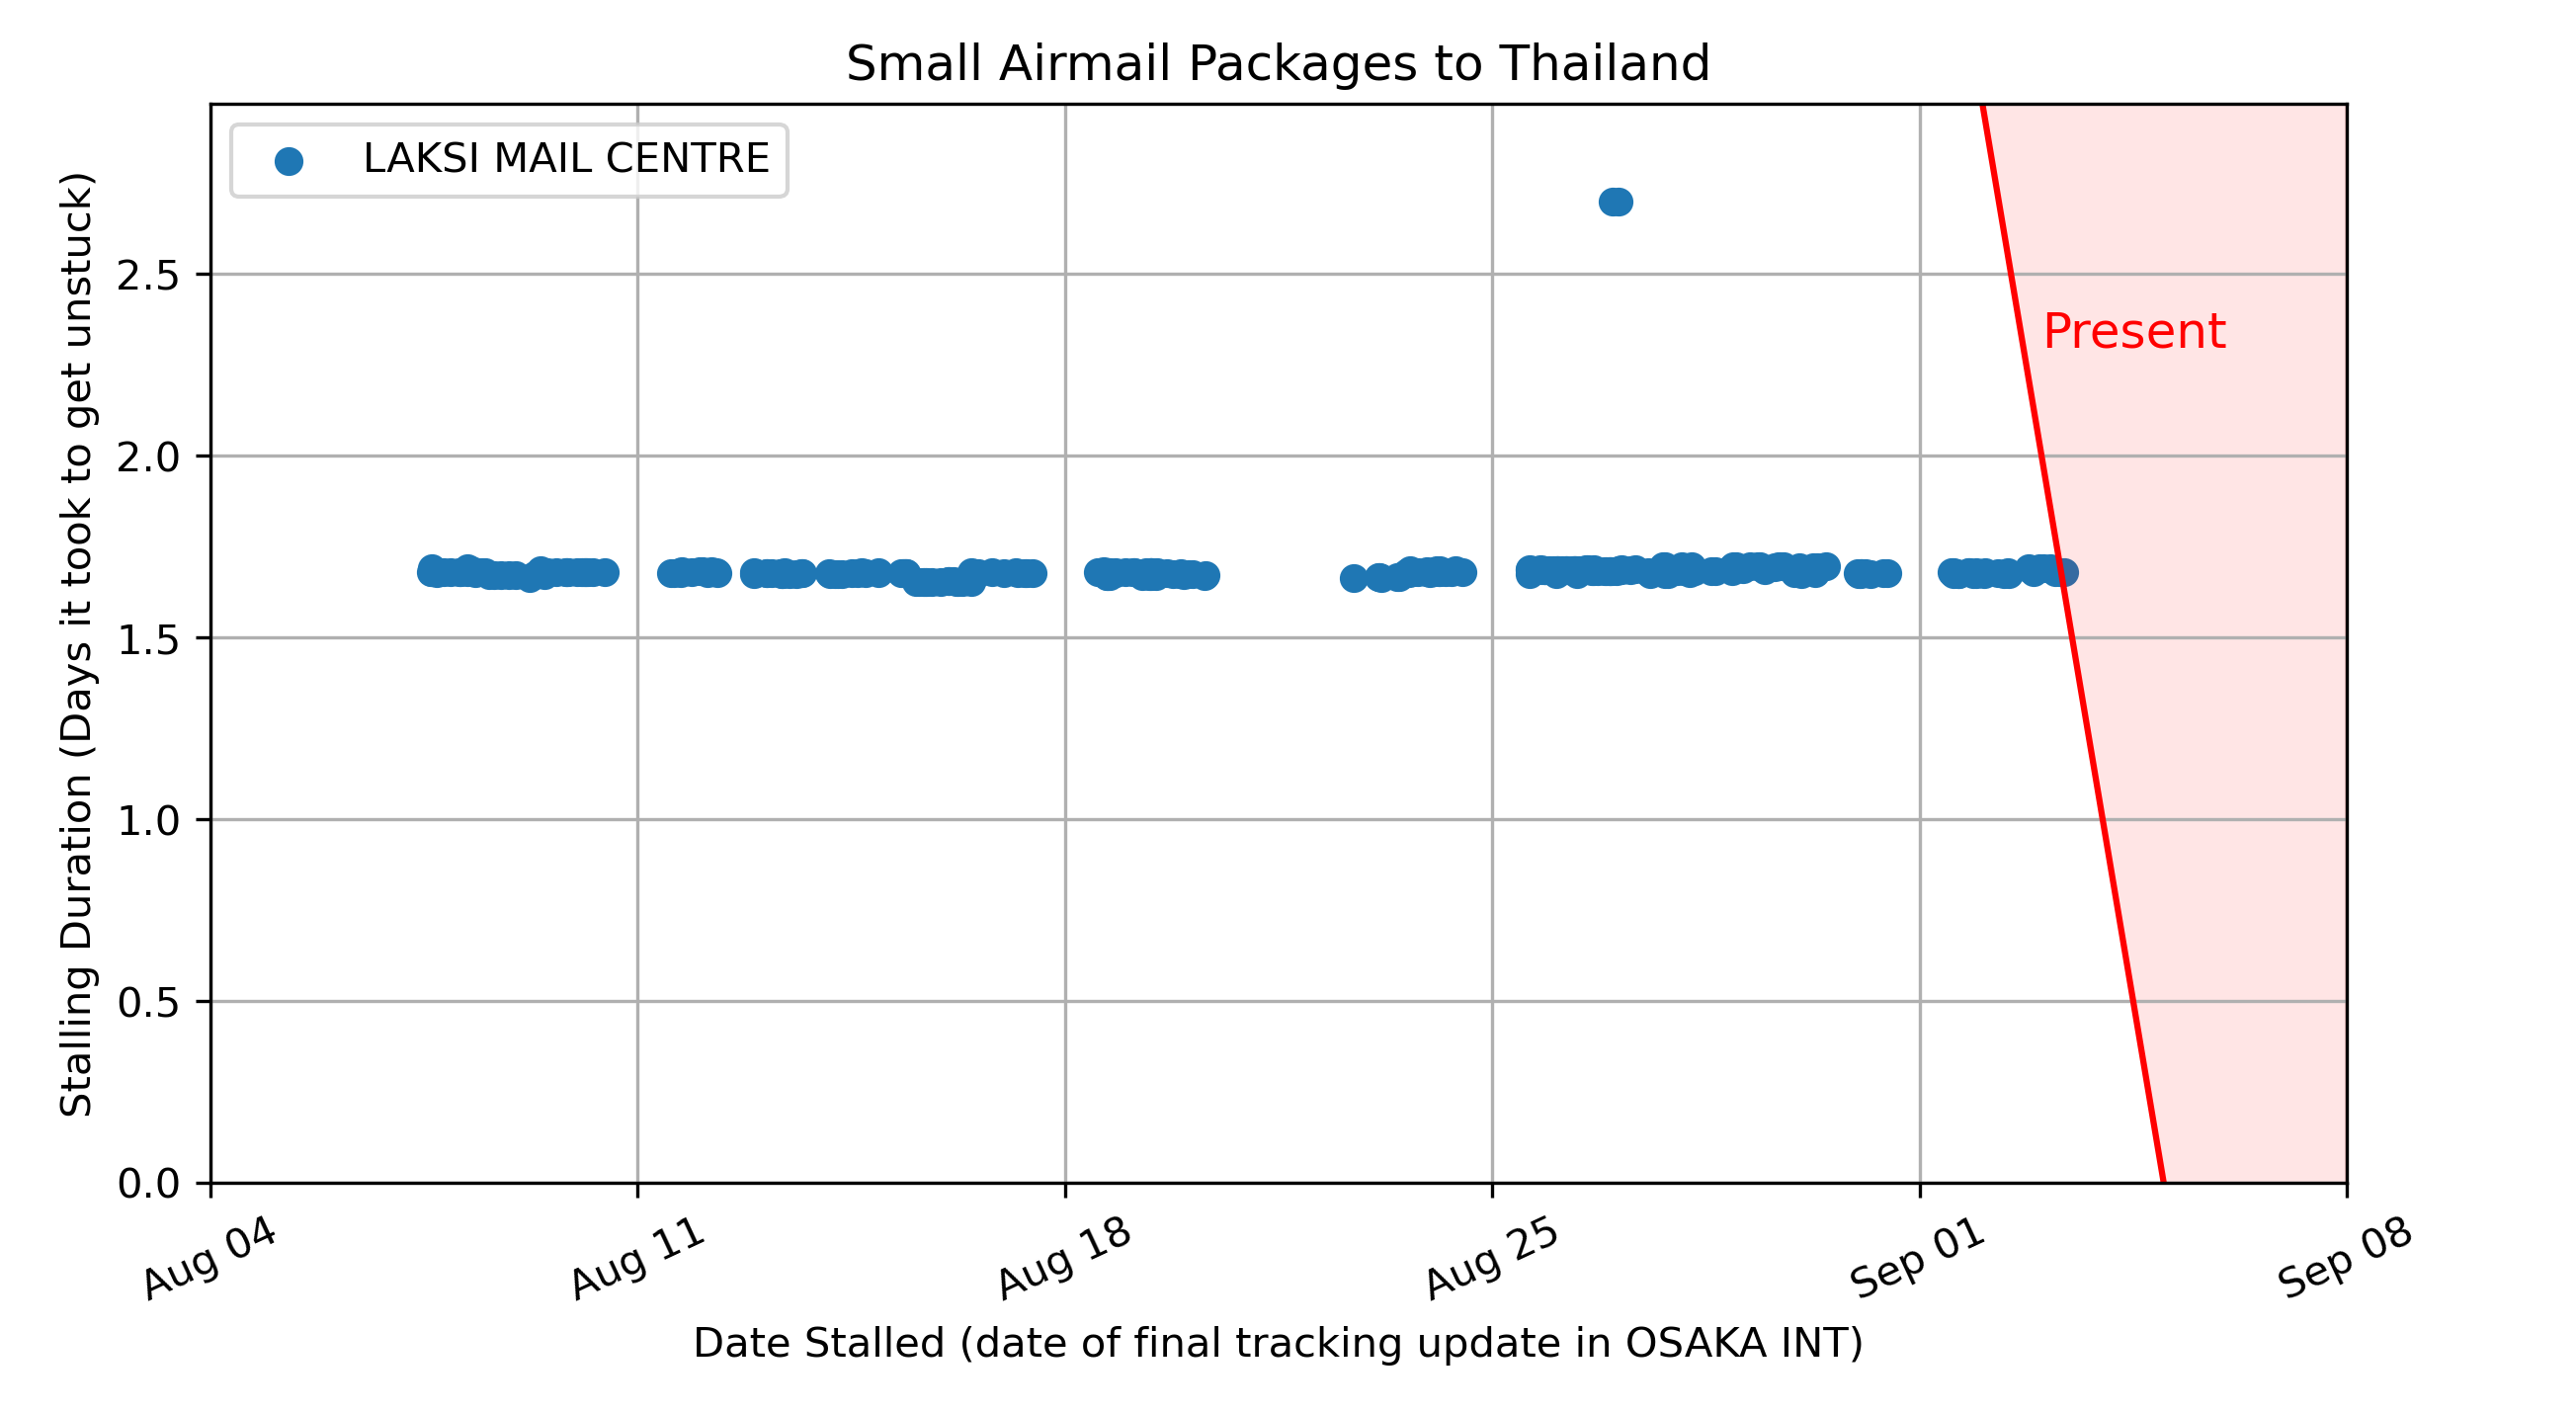 Small Airmail Packages to Thailand
LAKSI MAIL CENTRE
Present
Stalling Duration (Days it took to get unstuck)
2.5
2.0
1.5
1.0
0.5
0.0
Aug 04
Aug 11
Aug 18
Aug 25
Sep 01
Sep 08
Date Stalled (date of final tracking update in OSAKA INT)